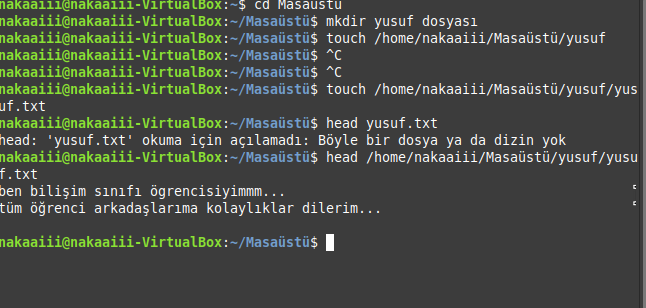 nakaaiii@nakaaiii-VirtualBox:~$ cd Masaüstü
nakaaiii@nakaaiii-VirtualBox:~/Masaüstü$ mkdir yusuf dosyası
nakaaiii@nakaaiii-VirtualBox:~/Masaüstü$ touch /home/nakaaiii/Masaüstü/yusuf
nakaaiii@nakaaiii-VirtualBox:~/Masaüstü$ ^C
nakaaiii@nakaaiii-VirtualBox:~/Masaüstü$ ^C
nakaaiii@nakaaiii-VirtualBox:~/Masaüstü$ touch /home/nakaaiii/Masaüstü/yusuf/yus
uf.txt
nakaaiii@nakaaiii-VirtualBox:~/Masaüstü$ head yusuf.txt
head: 'yusuf.txt' okuma için açılamadı: Böyle bir dosya ya da dizin yok
nakaaiii@nakaaiii-VirtualBox:~/Masaüstü$ head /home/nakaaiii/Masaüstü/yusuf/yusu
f.txt
ben bilişim sınıfı ögrencisiyimmm...
tüm öğrenci arkadaşlarıma kolaylıklar dilerim...
nakaaiii@nakaaiii-VirtualBox:~/Masaüstü$